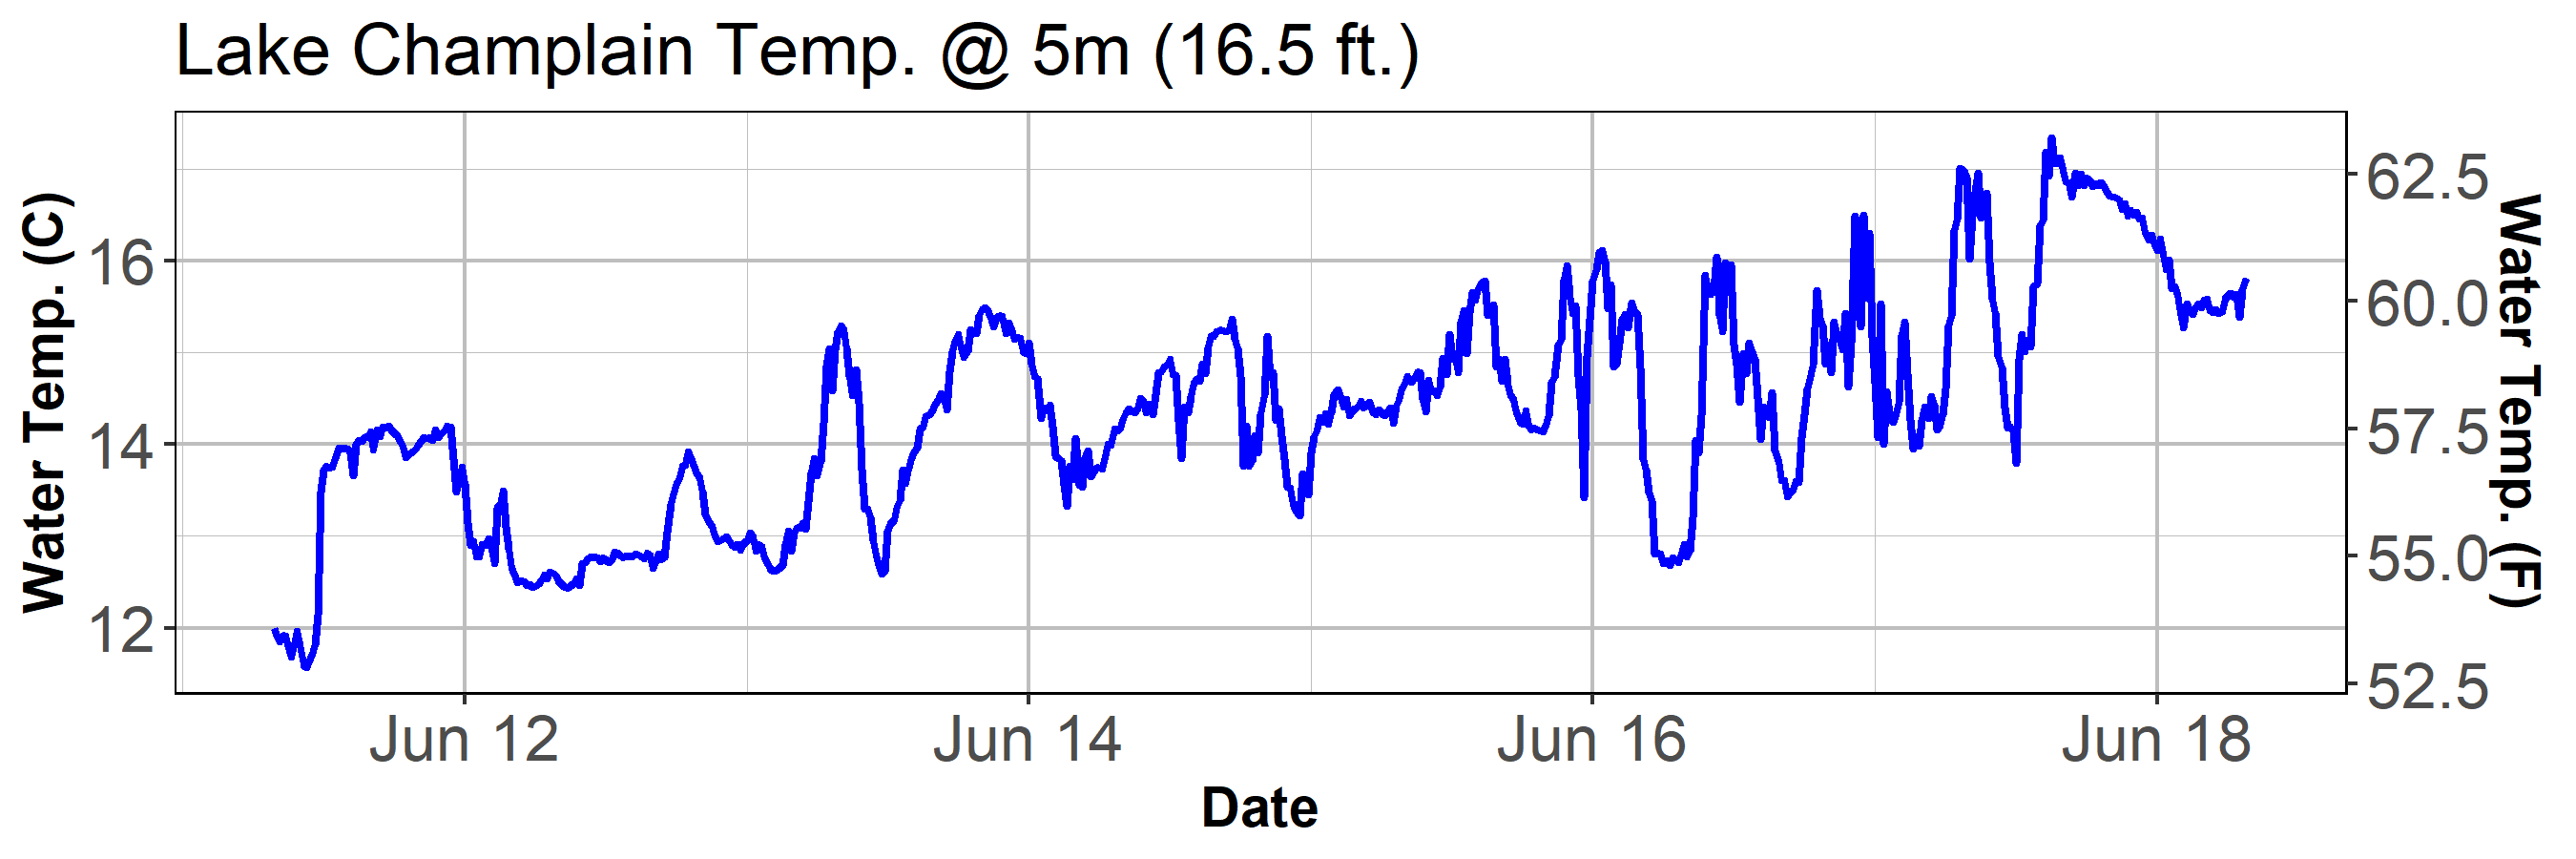 Lake Champlain Temp. @ 5m (16.5 ft.)
Water Temp. (C)
16
14
12
62.5
60.0
57.5
55.0
52.5
Water Temp. (F)
Jun 12
Jun 14
Jun 16
Jun 18
Date